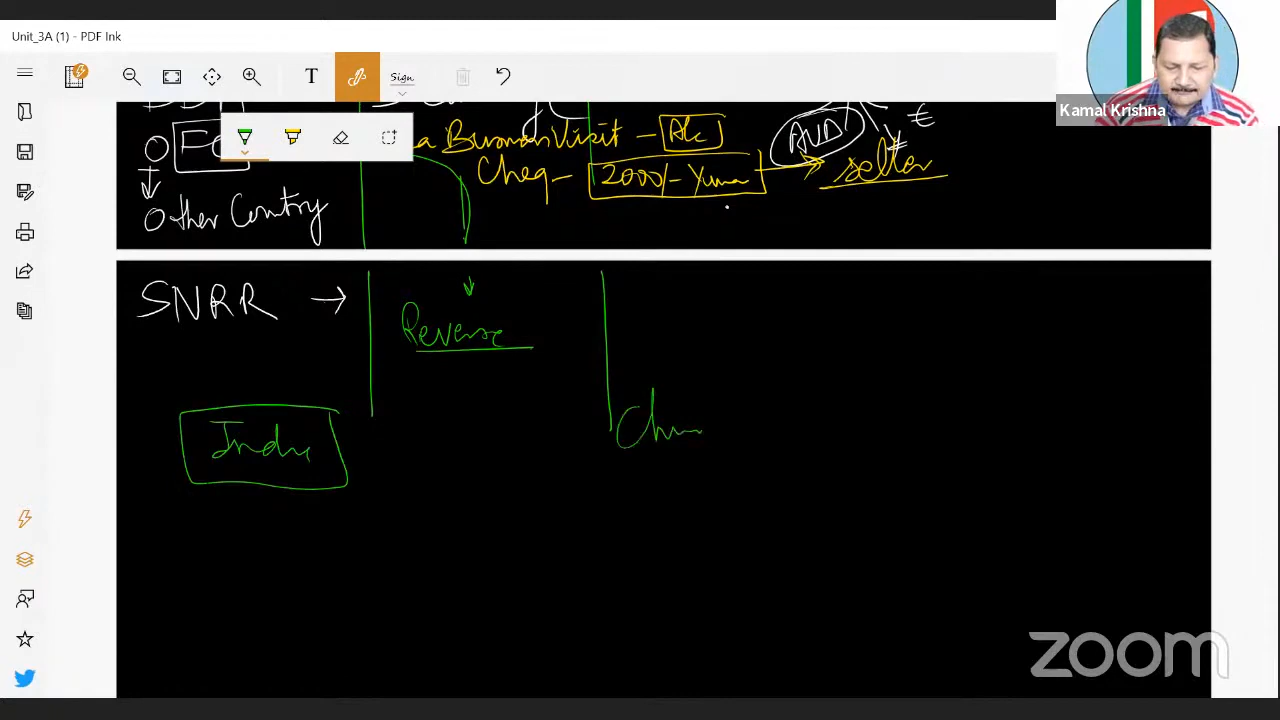 Unit_3A (1) - PDF Ink
T
Sign
Kamal Krishna
€
a Business Visit - A/c
AUD
¥
Cheq - 2000/- Yuan
seller
Other Country
SNRR →
Reverse
India
zoom